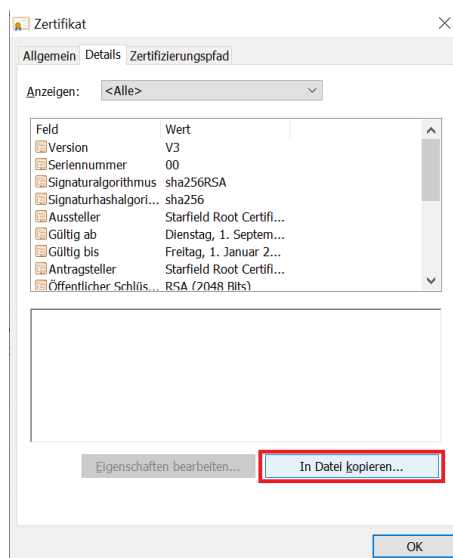 Zertifikat
Allgemein Details Zertifizierungspfad
Anzeigen: <Alle>
Feld Wert
Version V3
Seriennummer 00
Signaturalgorithmus sha256RSA
Signaturhashalgori... sha256
Aussteller Starfield Root Certifi...
Gültig ab Dienstag, 1. Septem...
Gültig bis Freitag, 1. Januar 2...
Antragsteller Starfield Root Certifi...
Öffentlicher Schlüs... RSA (2048 Bits)
Eigenschaften bearbeiten... In Datei kopieren...
OK